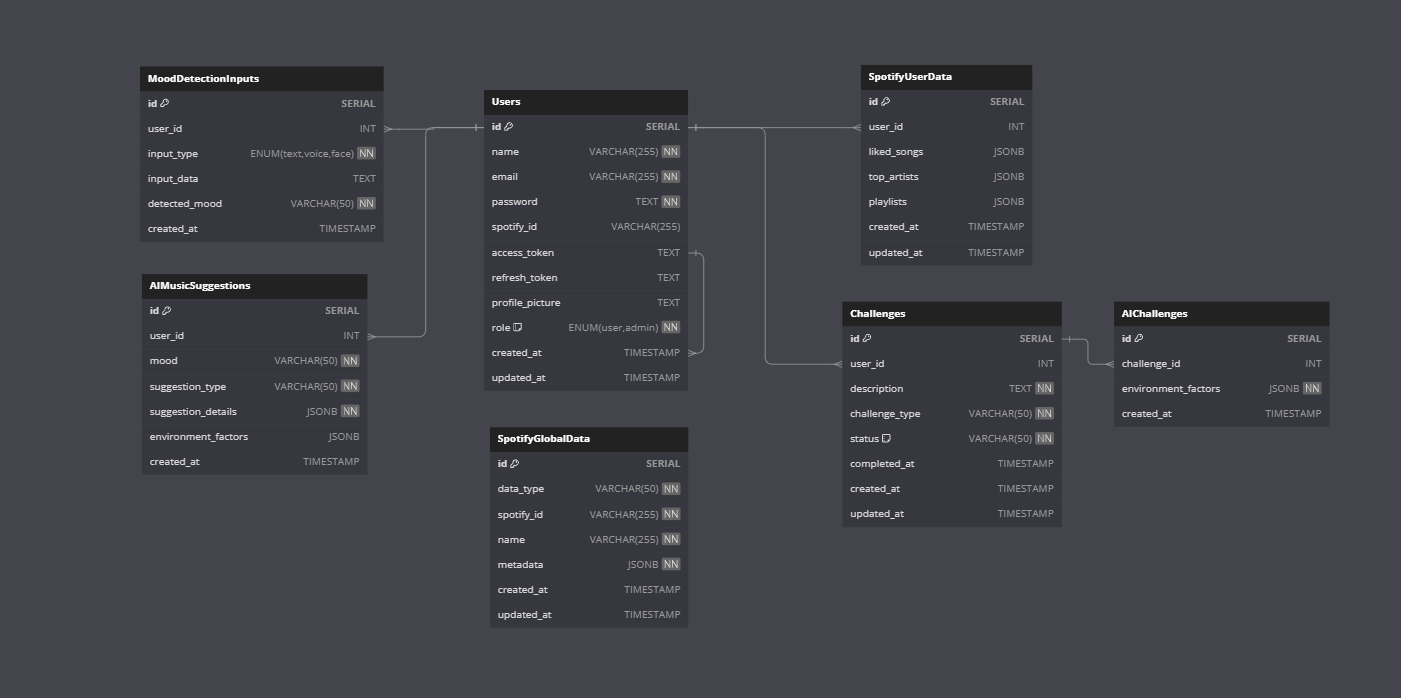 MoodDetectionInputs
id SERIAL
user_id INT
input_type ENUM(text,voice,face) NN
input_data TEXT
detected_mood VARCHAR(50) NN
created_at TIMESTAMP
AIMusicSuggestions
id SERIAL
user_id INT
mood VARCHAR(50) NN
suggestion_type VARCHAR(50) NN
suggestion_details JSONB NN
environment_factors JSONB
created_at TIMESTAMP
Users
id SERIAL
name VARCHAR(255) NN
email VARCHAR(255) NN
password TEXT NN
spotify_id VARCHAR(255)
access_token TEXT
refresh_token TEXT
profile_picture TEXT
role ENUM(user,admin) NN
created_at TIMESTAMP
updated_at TIMESTAMP
SpotifyGlobalData
id SERIAL
data_type VARCHAR(50) NN
spotify_id VARCHAR(255) NN
name VARCHAR(255) NN
metadata JSONB NN
created_at TIMESTAMP
updated_at TIMESTAMP
SpotifyUserData
id SERIAL
user_id INT
liked_songs JSONB
top_artists JSONB
playlists JSONB
created_at TIMESTAMP
updated_at TIMESTAMP
Challenges
id SERIAL
user_id INT
description TEXT NN
challenge_type VARCHAR(50) NN
status VARCHAR(50) NN
completed_at TIMESTAMP
created_at TIMESTAMP
updated_at TIMESTAMP
AIChallenges
id SERIAL
challenge_id INT
environment_factors JSONB NN
created_at TIMESTAMP